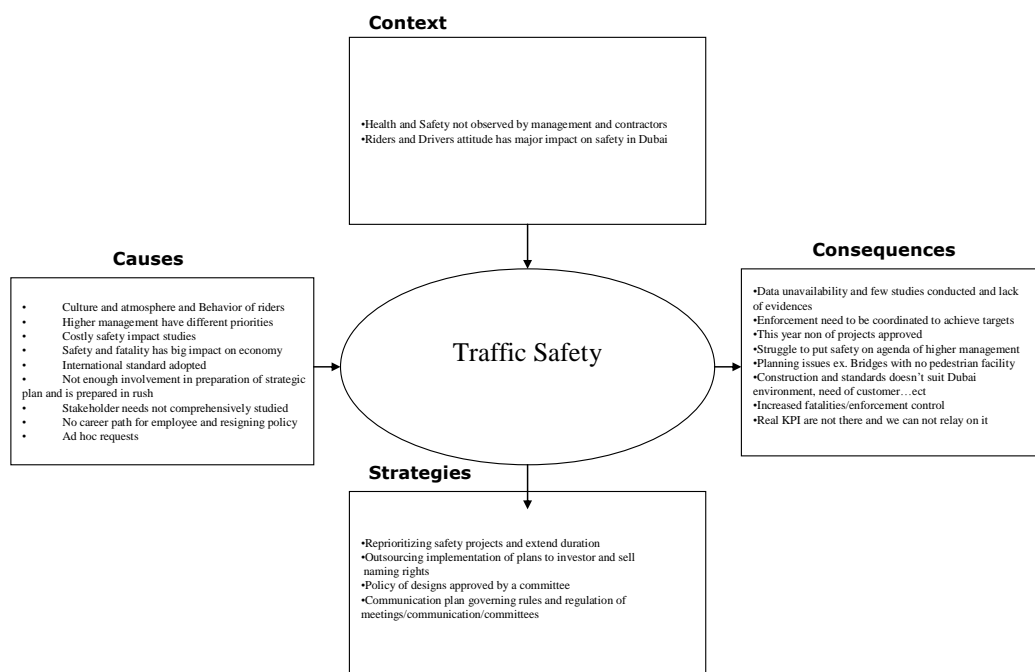 Context
•Health and Safety not observed by management and contractors
•Riders and Drivers attitude has major impact on safety in Dubai
Causes
• Culture and atmosphere and Behavior of riders
• Higher management have different priorities
• Costly safety impact studies
• Safety and fatality has big impact on economy
• International standard adopted
• Not enough involvement in preparation of strategic
plan and is prepared in rush
• Stakeholder needs not comprehensively studied
• No career path for employee and resigning policy
• Ad hoc requests
Traffic Safety
Consequences
•Data unavailability and few studies conducted and lack
of evidences
•Enforcement need to be coordinated to achieve targets
•This year non of projects approved
•Struggle to put safety on agenda of higher management
•Planning issues ex. Bridges with no pedestrian facility
•Construction and standards doesn't suit Dubai
environment, need of customer…ect
•Increased fatalities/enforcement control
•Real KPI are not there and we can not relay on it
Strategies
•Reprioritizing safety projects and extend duration
•Outsourcing implementation of plans to investor and sell
naming rights
•Policy of designs approved by a committee
•Communication plan governing rules and regulation of
meetings/communication/committees